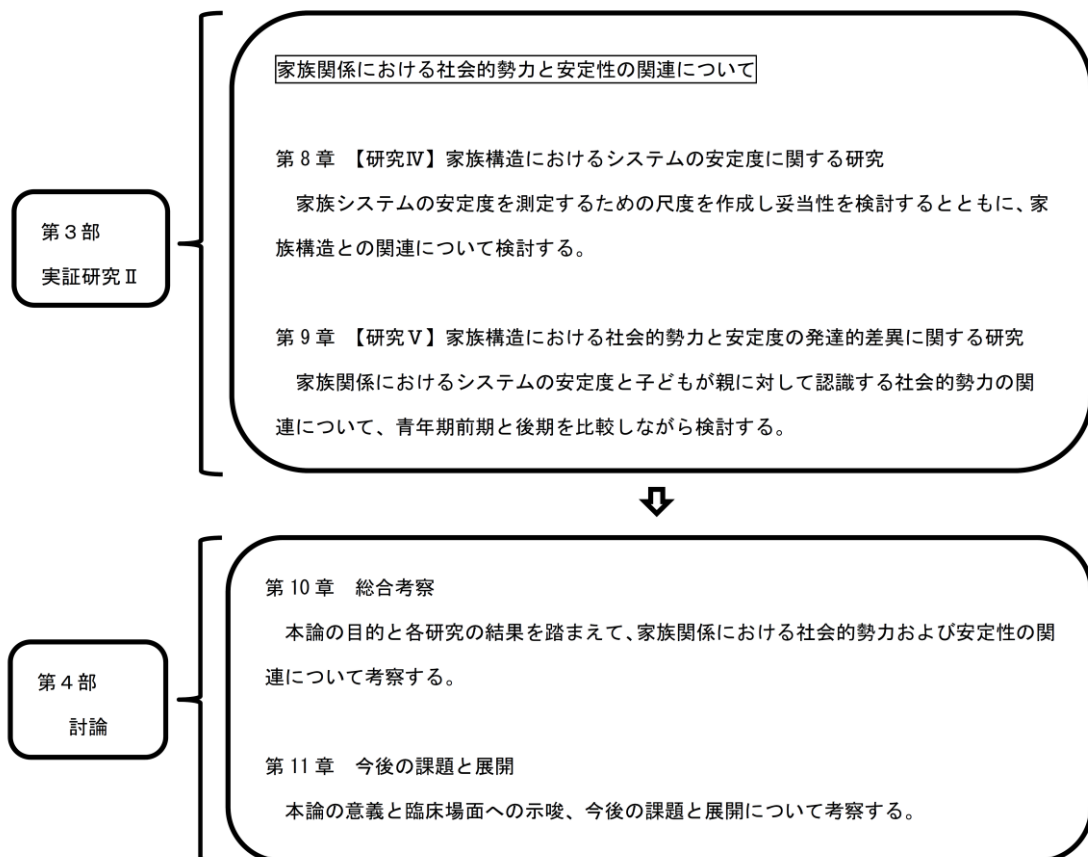 家族関係における社会的勢力と安定性の関連について
第8章 【研究Ⅳ】家族構造におけるシステムの安定度に関する研究
家族システムの安定度を測定するための尺度を作成し妥当性を検討するとともに、家
族構造との関連について検討する。
第3部
実証研究Ⅱ
第9章 【研究Ⅴ】家族構造における社会的勢力と安定度の発達的差異に関する研究
家族関係におけるシステムの安定度と子どもが親に対して認識する社会的勢力の関
連について、青年期前期と後期を比較しながら検討する。
第10章 総合考察
本論の目的と各研究の結果を踏まえて、家族関係における社会的勢力および安定性の関
連について考察する。
第4部
討論
第11章 今後の課題と展開
本論の意義と臨床場面への示唆、今後の課題と展開について考察する。